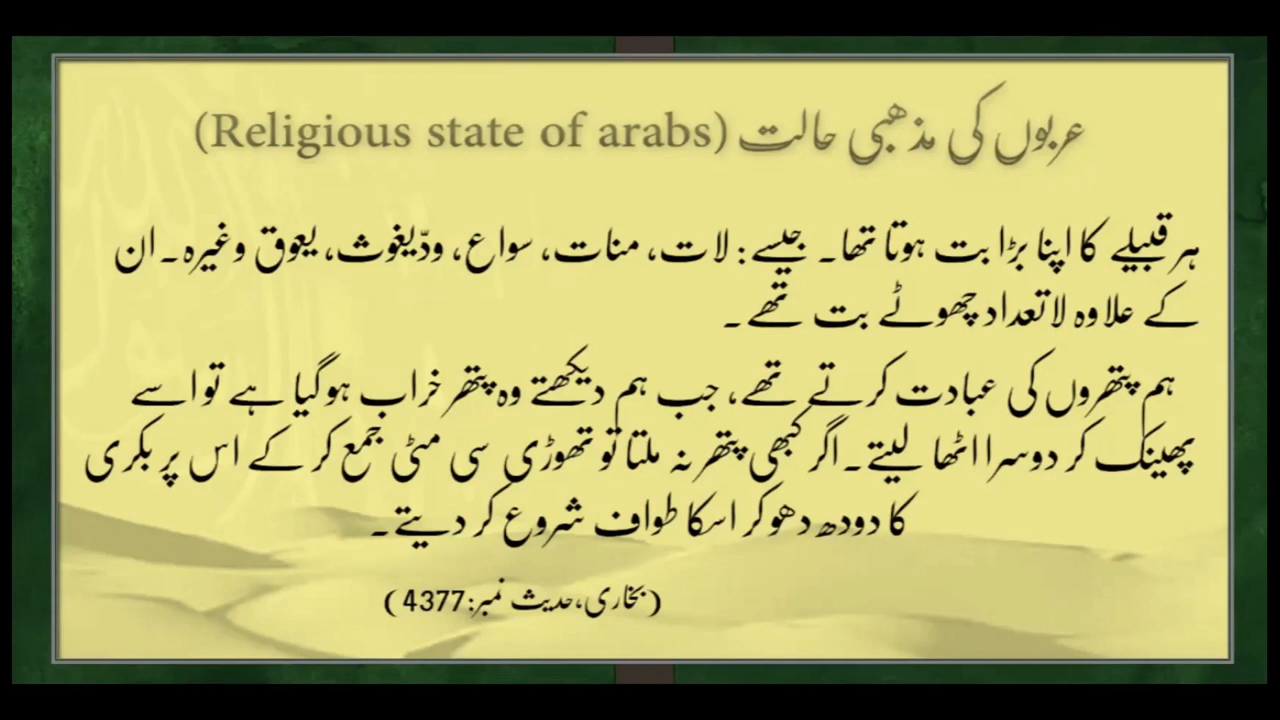 عربوں کی مذھبی حالت (Religious state of arabs)
ہر قبیلے کا اپنا بڑا بت ہوتا تھا۔ جیسے: لات، منات، سواع، ودّیغوث، یعوق وغیرہ۔ ان
کے علاوہ لاتعداد چھوٹے بت تھے۔
ہم پتھروں کی عبادت کرتے تھے، جب ہم دیکھتے وہ پتھر خراب ہوگیا ہے تو اسے
پھینک کر دوسرا اٹھا لیتے۔ اگر کبھی پتھر نہ ملتا تو تھوڑی سی مٹی جمع کر کے اس پر بکری
کا دودھ دھو کر اسکا طواف شروع کر دیتے۔
(بخاری، حدیث نمبر:4377)